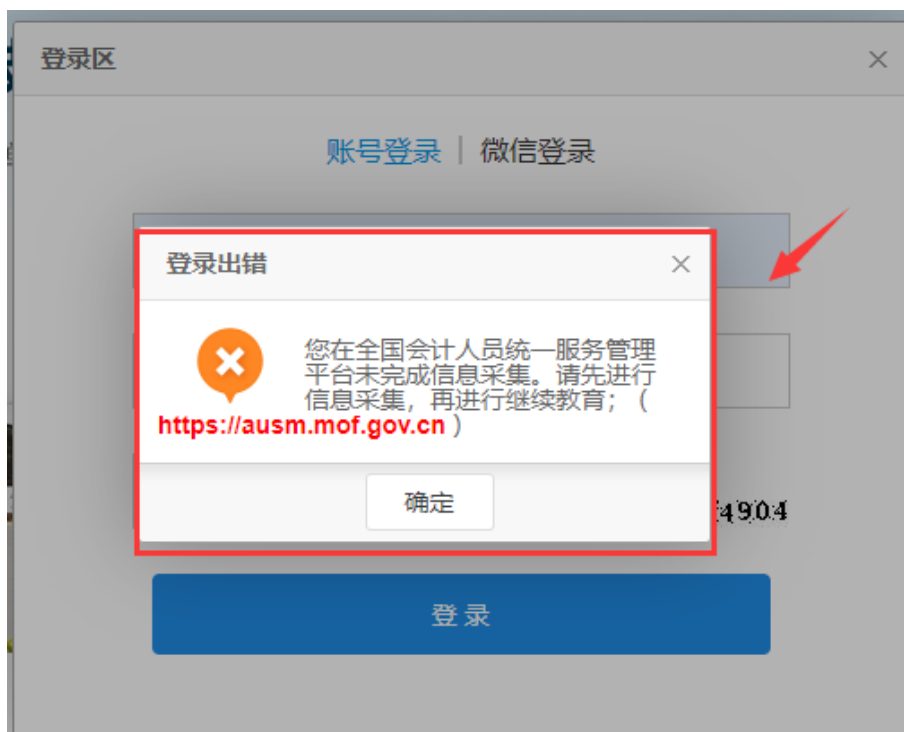 登录区
账号登录 | 微信登录
登录出错
您在全国会计人员统一服务管理
平台未完成信息采集。请先进行
信息采集，再进行继续教育；（
https://ausm.mof.gov.cn ）
确定
4904
登 录